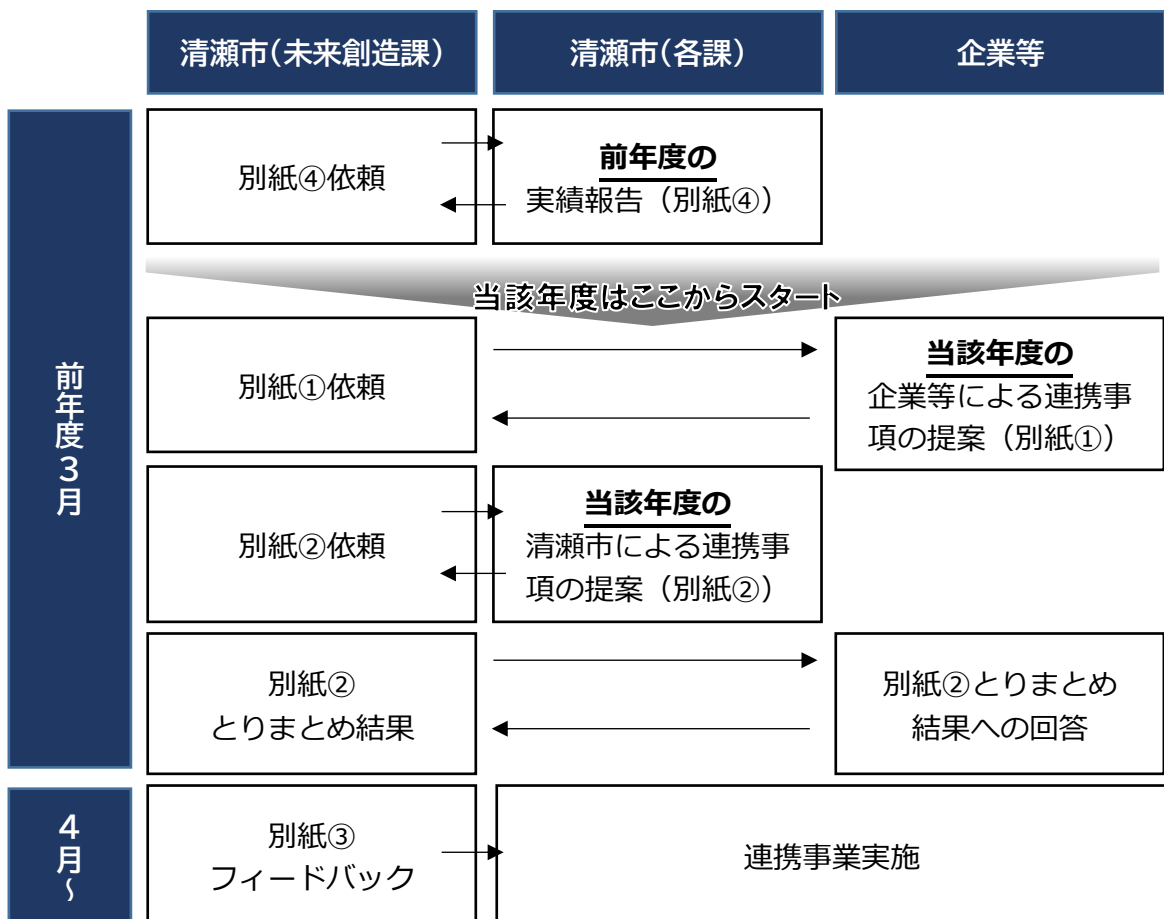 清瀬市(未来創造課)
清瀬市(各課)
企業等
前年度3月
別紙④依頼
前年度の
実績報告（別紙④）
当該年度はここからスタート
別紙①依頼
当該年度の
企業等による連携事
項の提案（別紙①）
別紙②依頼
当該年度の
清瀬市による連携事
項の提案（別紙②）
別紙②
とりまとめ結果
別紙②とりまとめ
結果への回答
4月～
別紙③
フィードバック
連携事業実施